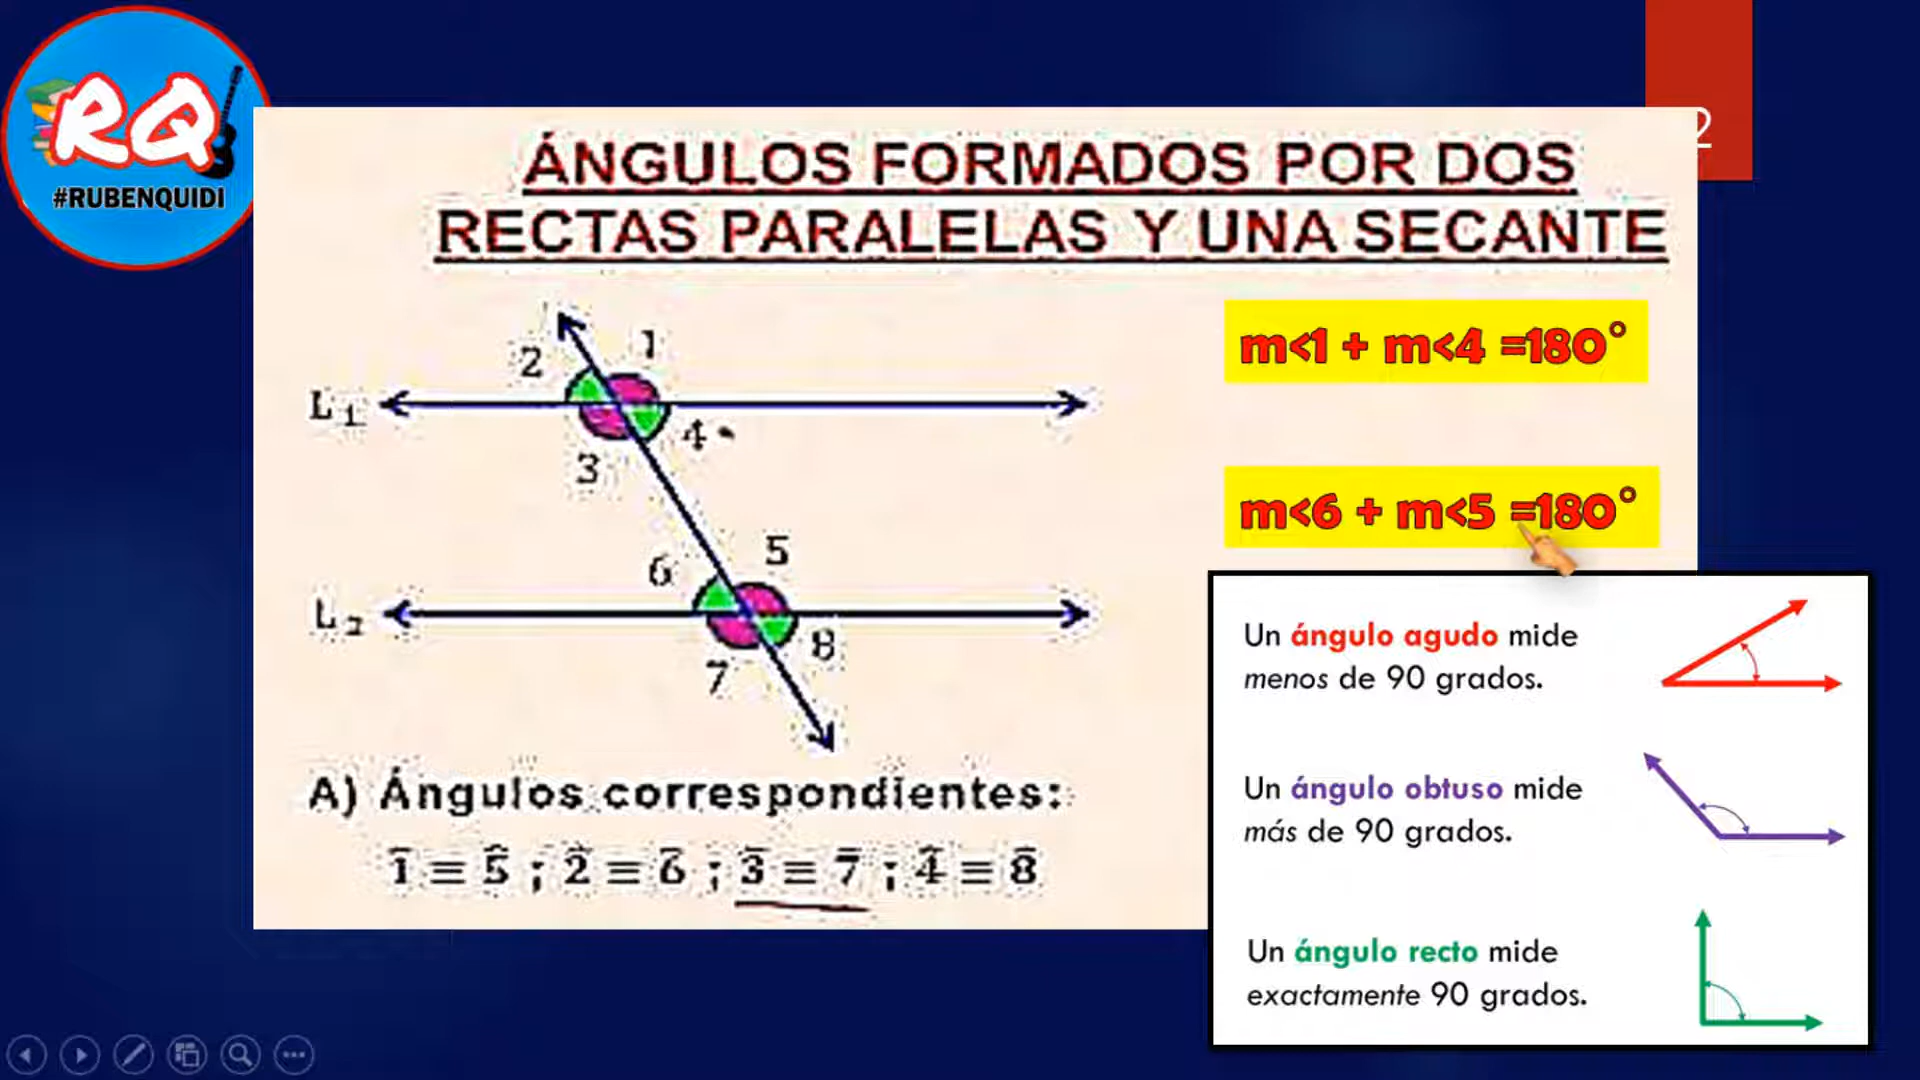 RQ
#RUBENQUIDI
2
ÁNGULOS FORMADOS POR DOS
RECTAS PARALELAS Y UNA SECANTE
m<1 + m<4 =180°
m<6 + m<5 =180°
2 1
L1
4
3
6 5
L2
8
7
A) Ángulos correspondientes:
1̂ ≡ 5̂ ; 2̂ ≡ 6̂ ; 3̂ ≡ 7̂ ; 4̂ ≡ 8̂
Un ángulo agudo mide
menos de 90 grados.
Un ángulo obtuso mide
más de 90 grados.
Un ángulo recto mide
exactamente 90 grados.